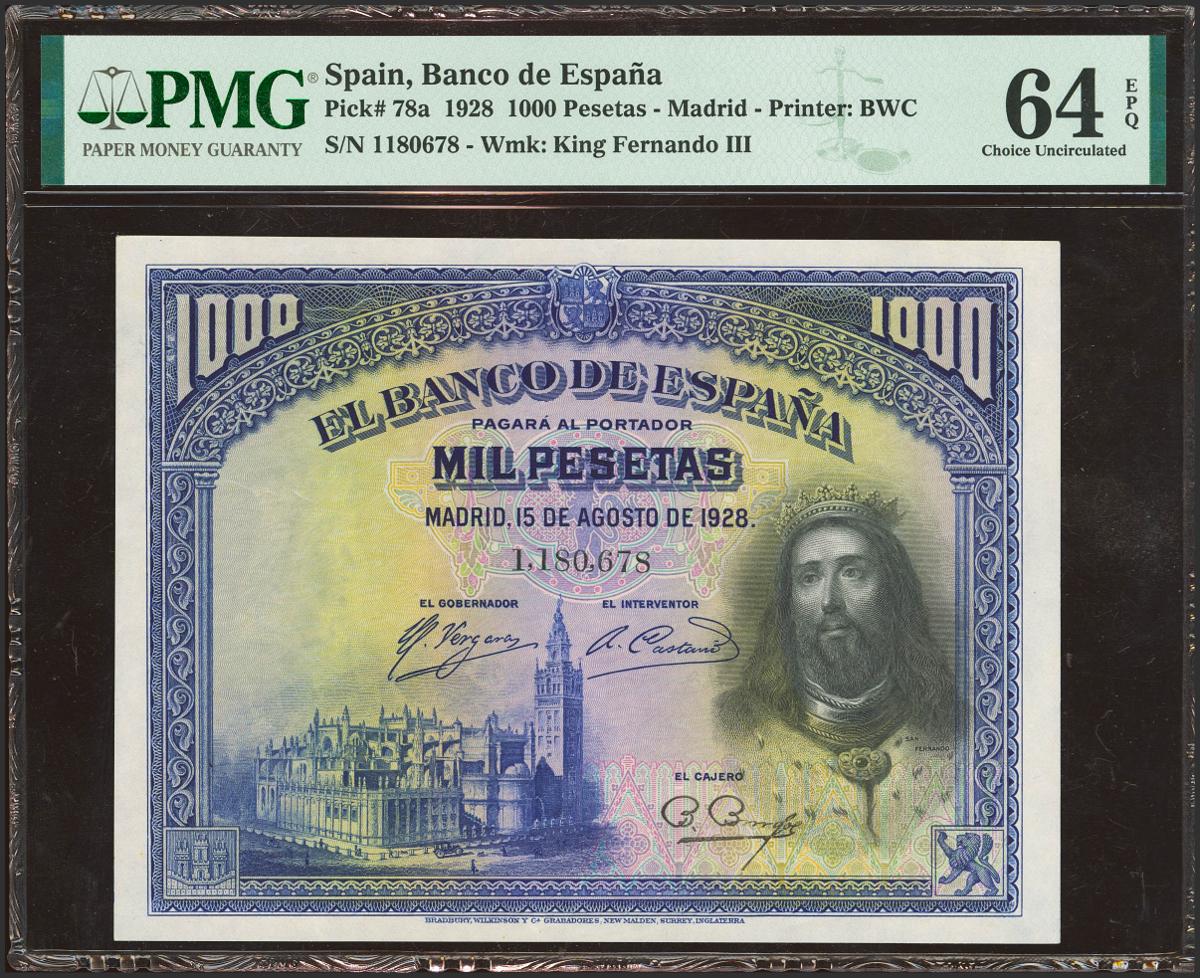 PMG®
PAPER MONEY GUARANTY
Spain, Banco de España
Pick# 78a 1928 1000 Pesetas - Madrid - Printer: BWC
S/N 1180678 - Wmk: King Fernando III
64
EPQ
Choice Uncirculated
1000
1000
EL BANCO DE ESPAÑA
PAGARÁ AL PORTADOR
MIL PESETAS
MADRID, 15 DE AGOSTO DE 1928.
1,180,678
EL GOBERNADOR
EL INTERVENTOR
SAN
FERNANDO
EL CAJERO
BRADBURY, WILKINSON Y Cª GRABADORES, NEW MALDEN, SURREY, INGLATERRA